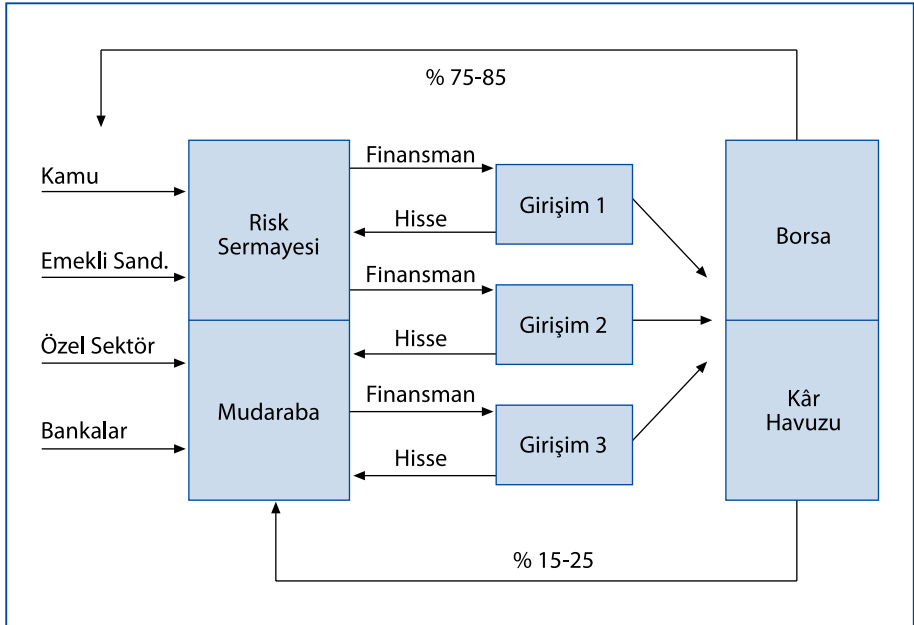 % 75-85
Kamu
Emekli Sand.
Özel Sektör
Bankalar
Risk
Sermayesi
Mudaraba
Finansman
Hisse
Finansman
Hisse
Finansman
Hisse
Girişim 1
Girişim 2
Girişim 3
Borsa
Kâr
Havuzu
% 15-25